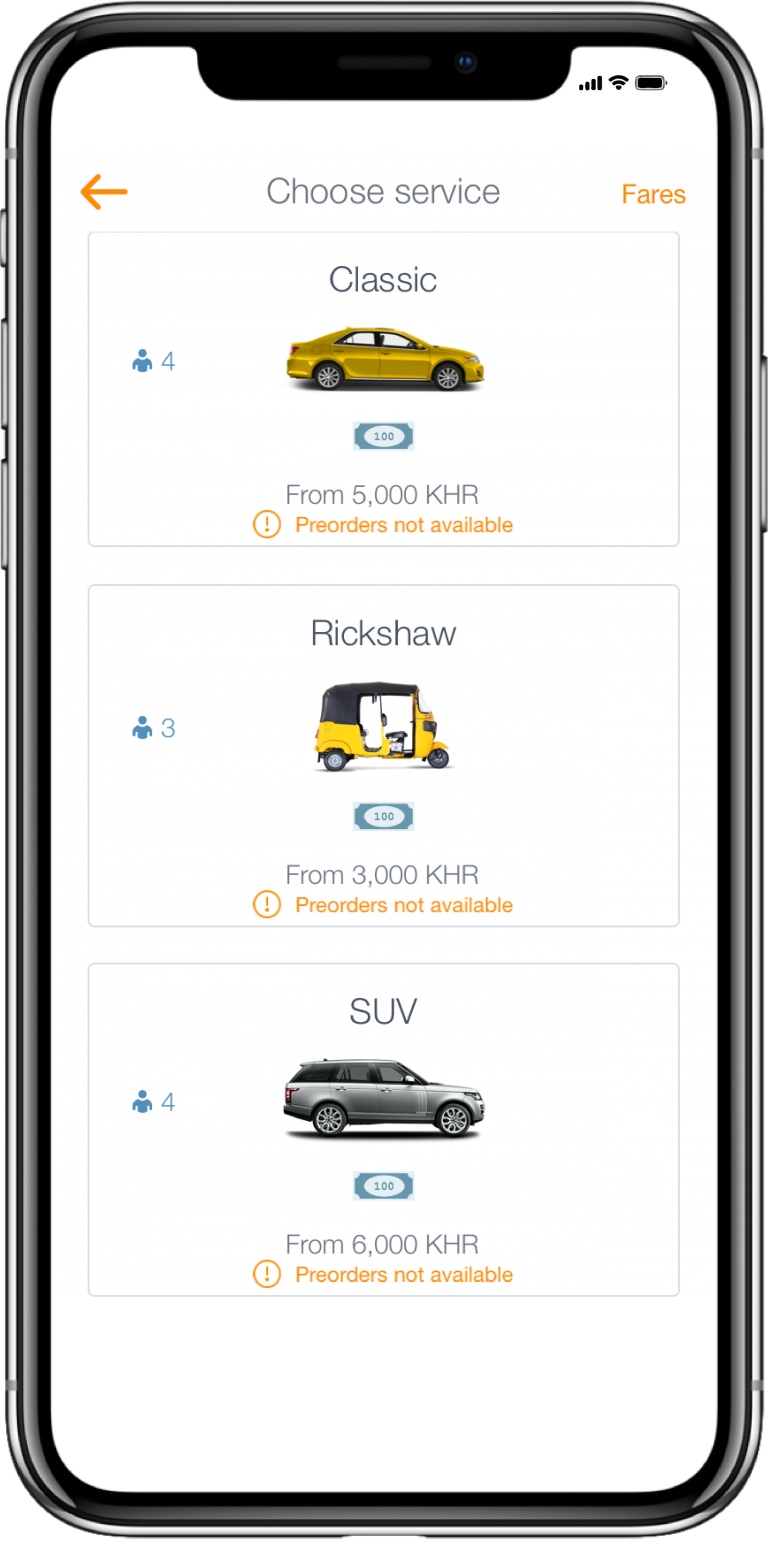 Choose service
Fares
Classic
4
100
From 5,000 KHR
Preorders not available
Rickshaw
3
100
From 3,000 KHR
Preorders not available
SUV
4
100
From 6,000 KHR
Preorders not available